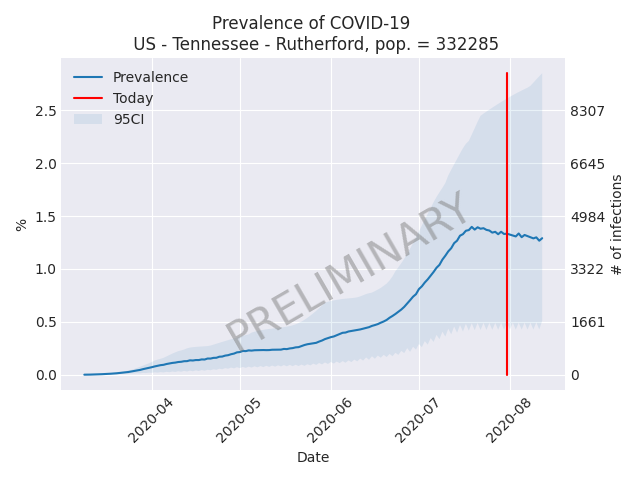 Prevalence of COVID-19
US - Tennessee - Rutherford, pop. = 332285
Prevalence
Today
95CI
2.5
2.0
1.5
1.0
0.5
0.0
%
8307
6645
4984
3322
1661
0
# of infections
PRELIMINARY
2020-04
2020-05
2020-06
2020-07
2020-08
Date